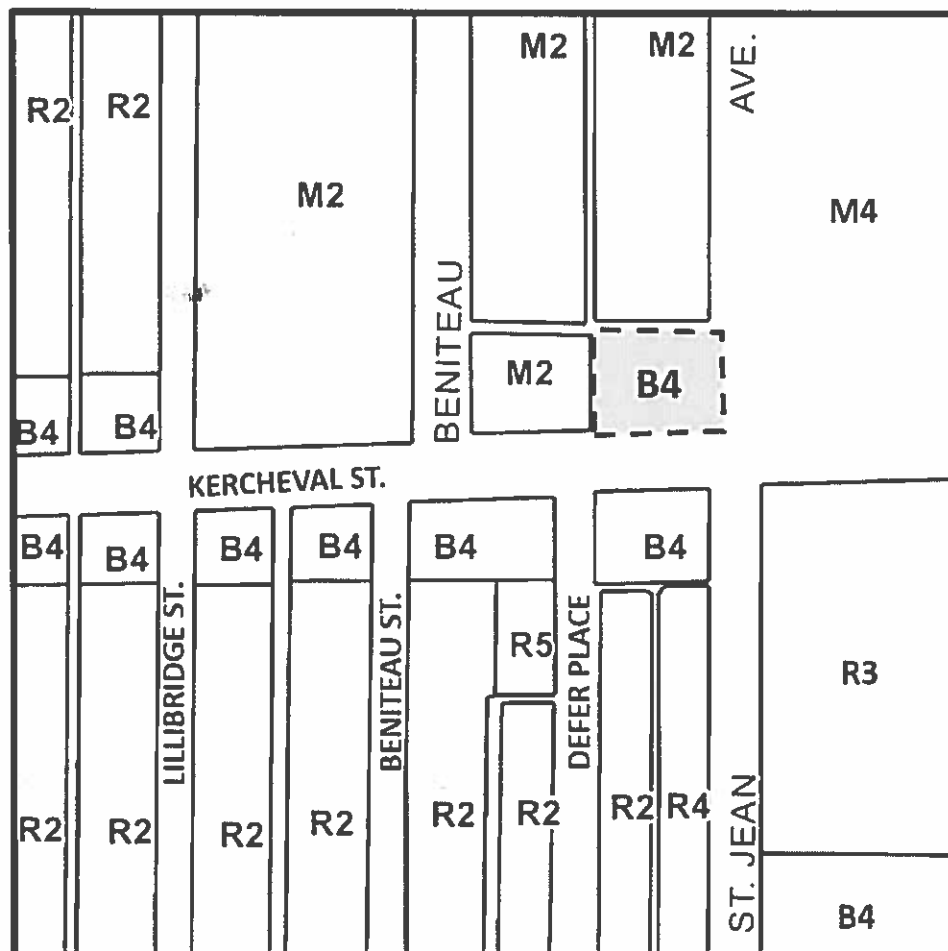 M2
M2
AVE.
R2
R2
M2
M4
BENITEAU
M2
B4
B4
B4
KERCHEVAL ST.
B4
B4
B4
B4
B4
B4
LILLIBRIDGE ST.
BENITEAU ST.
R5
DEFER PLACE
R3
R2
R2
R2
R2
R2
R2
R2
R4
ST. JEAN
B4